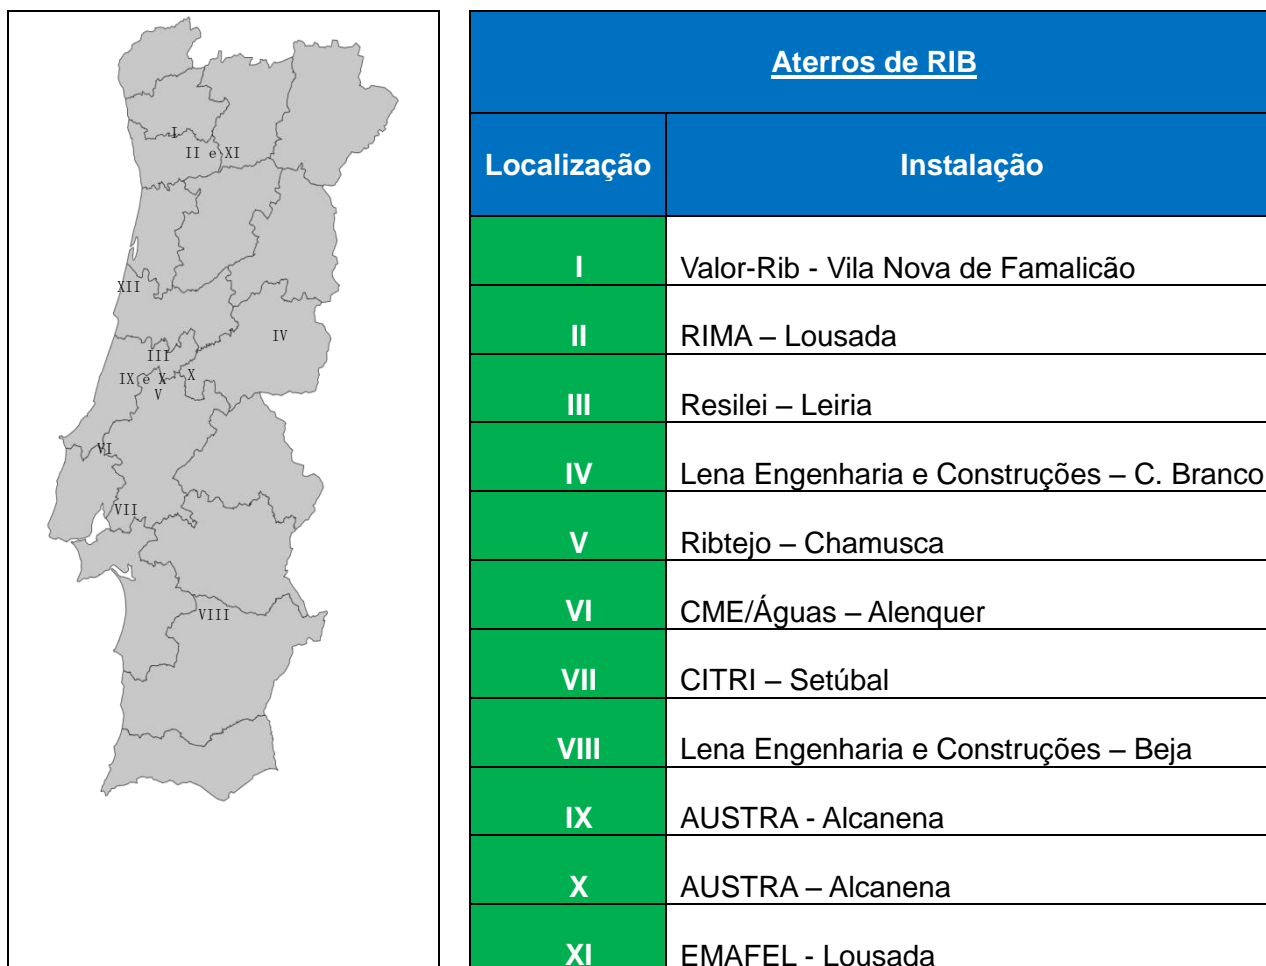 I
II e XI
XII
IV
III
IX e X
X
V
VI
VII
VIII
Aterros de RIB
Localização Instalação
I Valor-Rib - Vila Nova de Famalicão
II RIMA – Lousada
III Resilei – Leiria
IV Lena Engenharia e Construções – C. Branco
V Ribtejo – Chamusca
VI CME/Águas – Alenquer
VII CITRI – Setúbal
VIII Lena Engenharia e Construções – Beja
IX AUSTRA - Alcanena
X AUSTRA – Alcanena
XI EMAFEL - Lousada